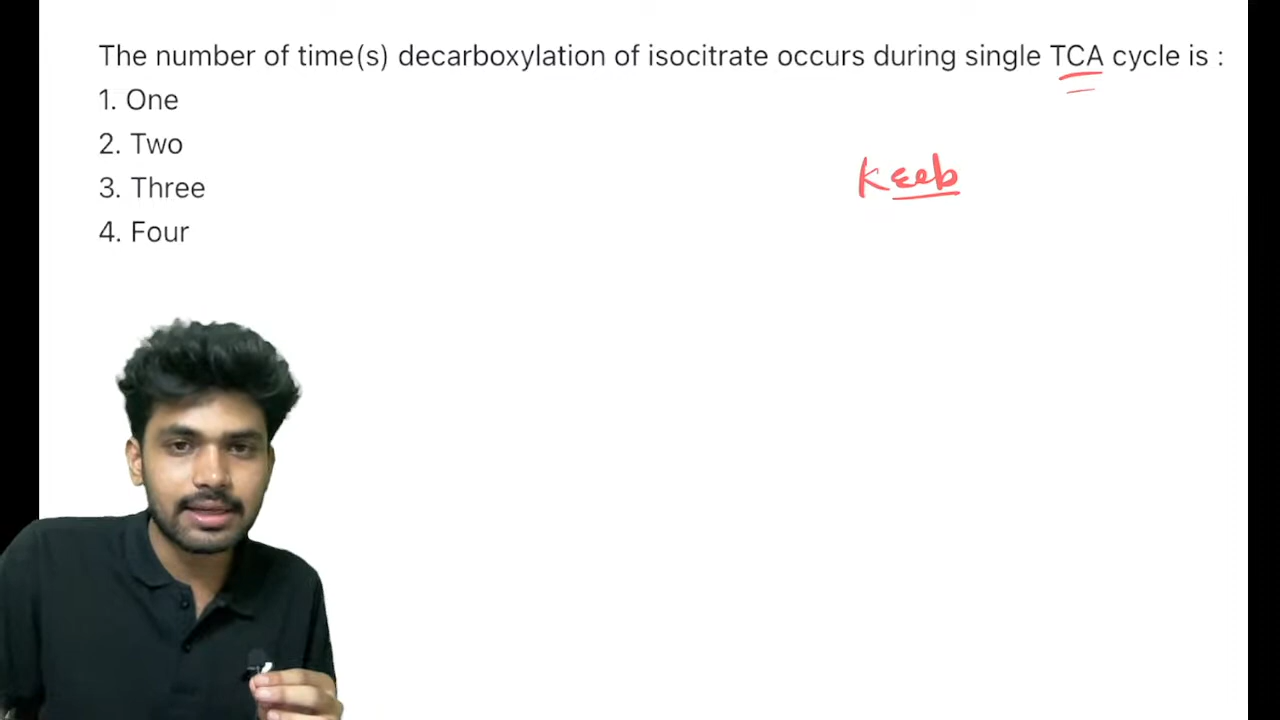 The number of time(s) decarboxylation of isocitrate occurs during single TCA cycle is :
1. One
2. Two
3. Three
4. Four